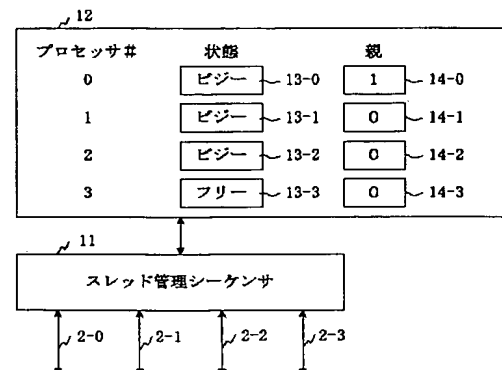 12
プロセッサ# 状態 親
0 ビジー 13-0 1 14-0
1 ビジー 13-1 0 14-1
2 ビジー 13-2 0 14-2
3 フリー 13-3 0 14-3
11
スレッド管理シーケンサ
2-0 2-1 2-2 2-3